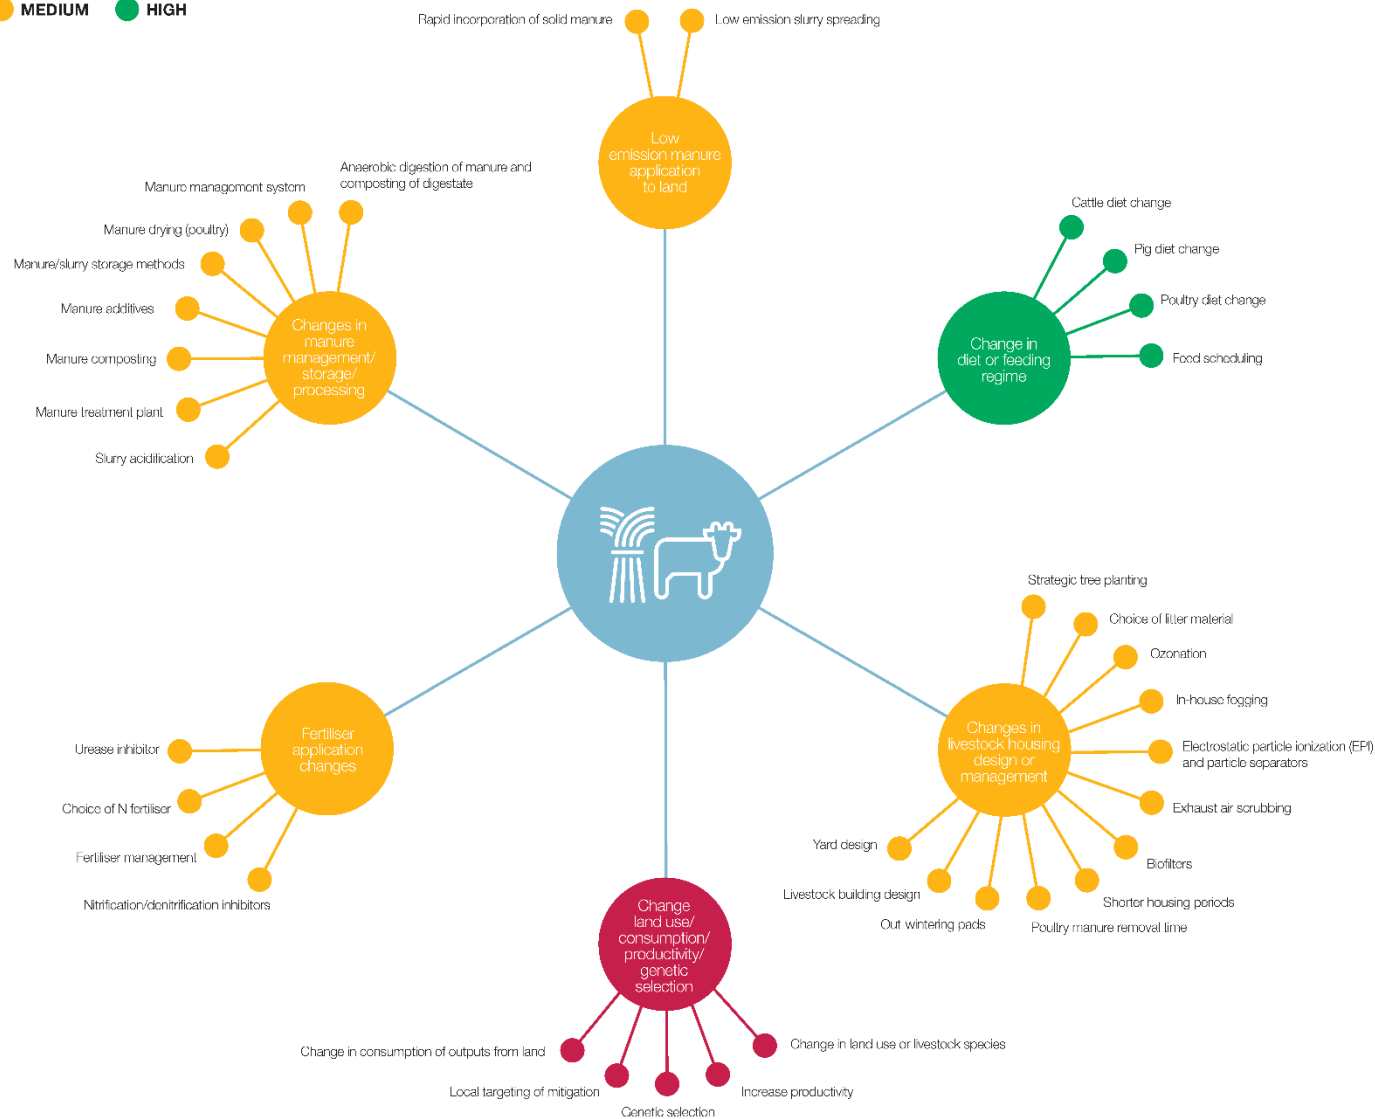 MEDIUM
HIGH
Rapid incorporation of solid manure
Low emission slurry spreading
Low
emission manure
application
to land
Anaerobic digestion of manure and
composting of digestate
Manure management system
Manure drying (poultry)
Manure/slurry storage methods
Manure additives
Manure composting
Manure treatment plant
Slurry acidification
Changes in
manure
management/
storage/
processing
Cattle diet change
Pig diet change
Poultry diet change
Feed scheduling
Change in
diet or feeding
regime
Strategic tree planting
Choice of litter material
Ozonation
In-house fogging
Electrostatic particle ionization (EPI)
and particle separators
Exhaust air scrubbing
Biofilters
Shorter housing periods
Poultry manure removal time
Out wintering pads
Livestock building design
Yard design
Changes in
livestock housing
design or
management
Fertiliser
application
changes
Urease inhibitor
Choice of N fertiliser
Fertiliser management
Nitrification/denitrification inhibitors
Change
land use/
consumption/
productivity/
genetic
selection
Change in consumption of outputs from land
Local targeting of mitigation
Genetic selection
Increase productivity
Change in land use or livestock species